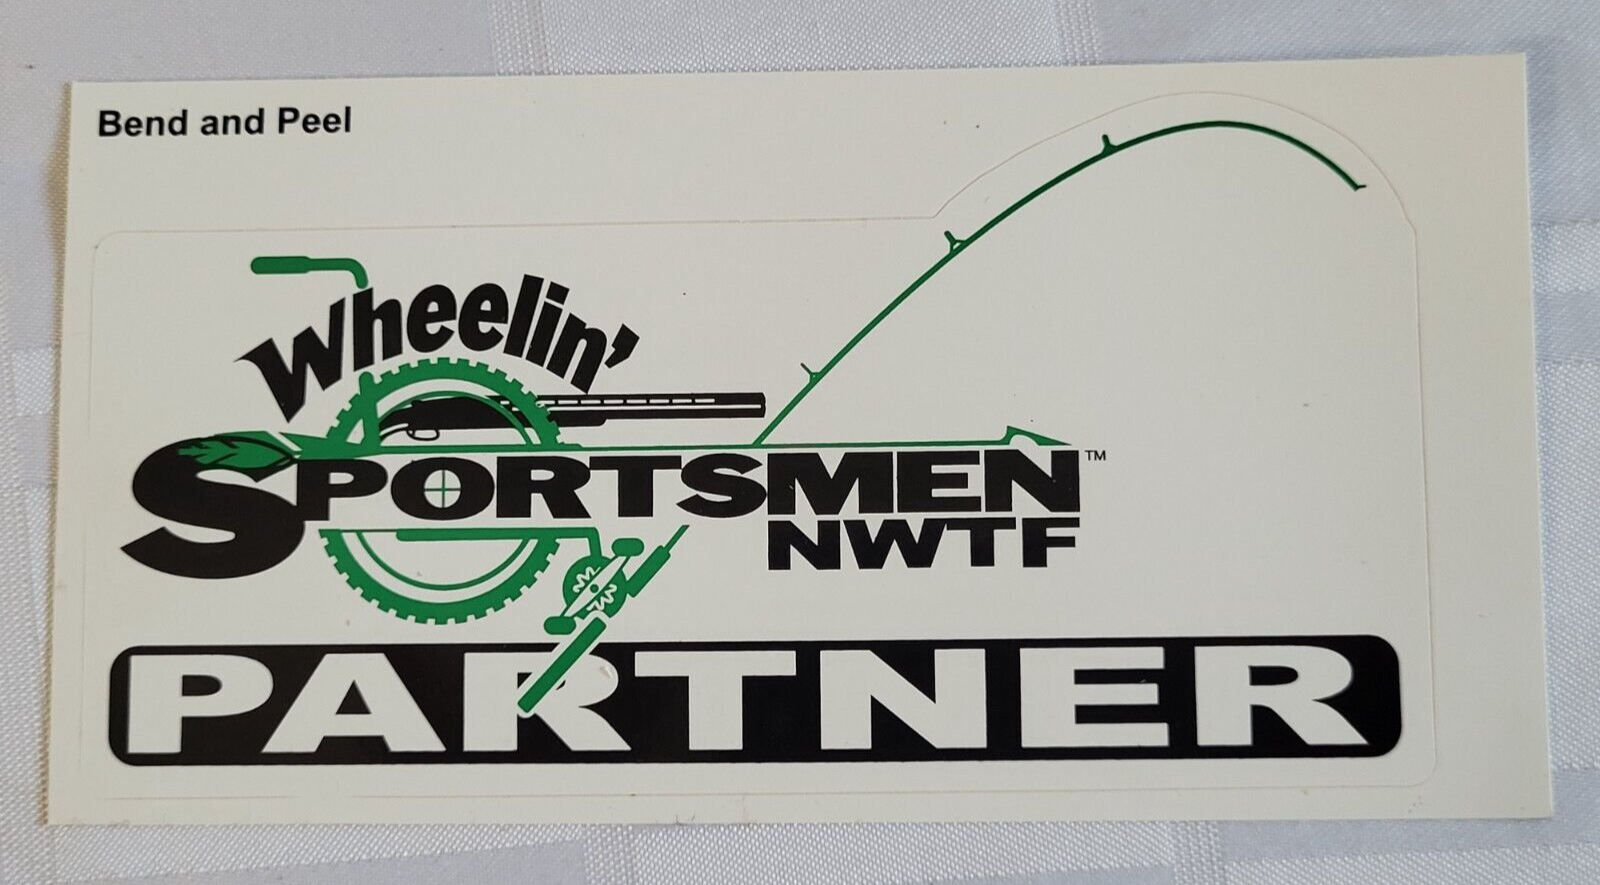 Bend and Peel
Wheelin'
SPORTSMEN™
NWTF
PARTNER